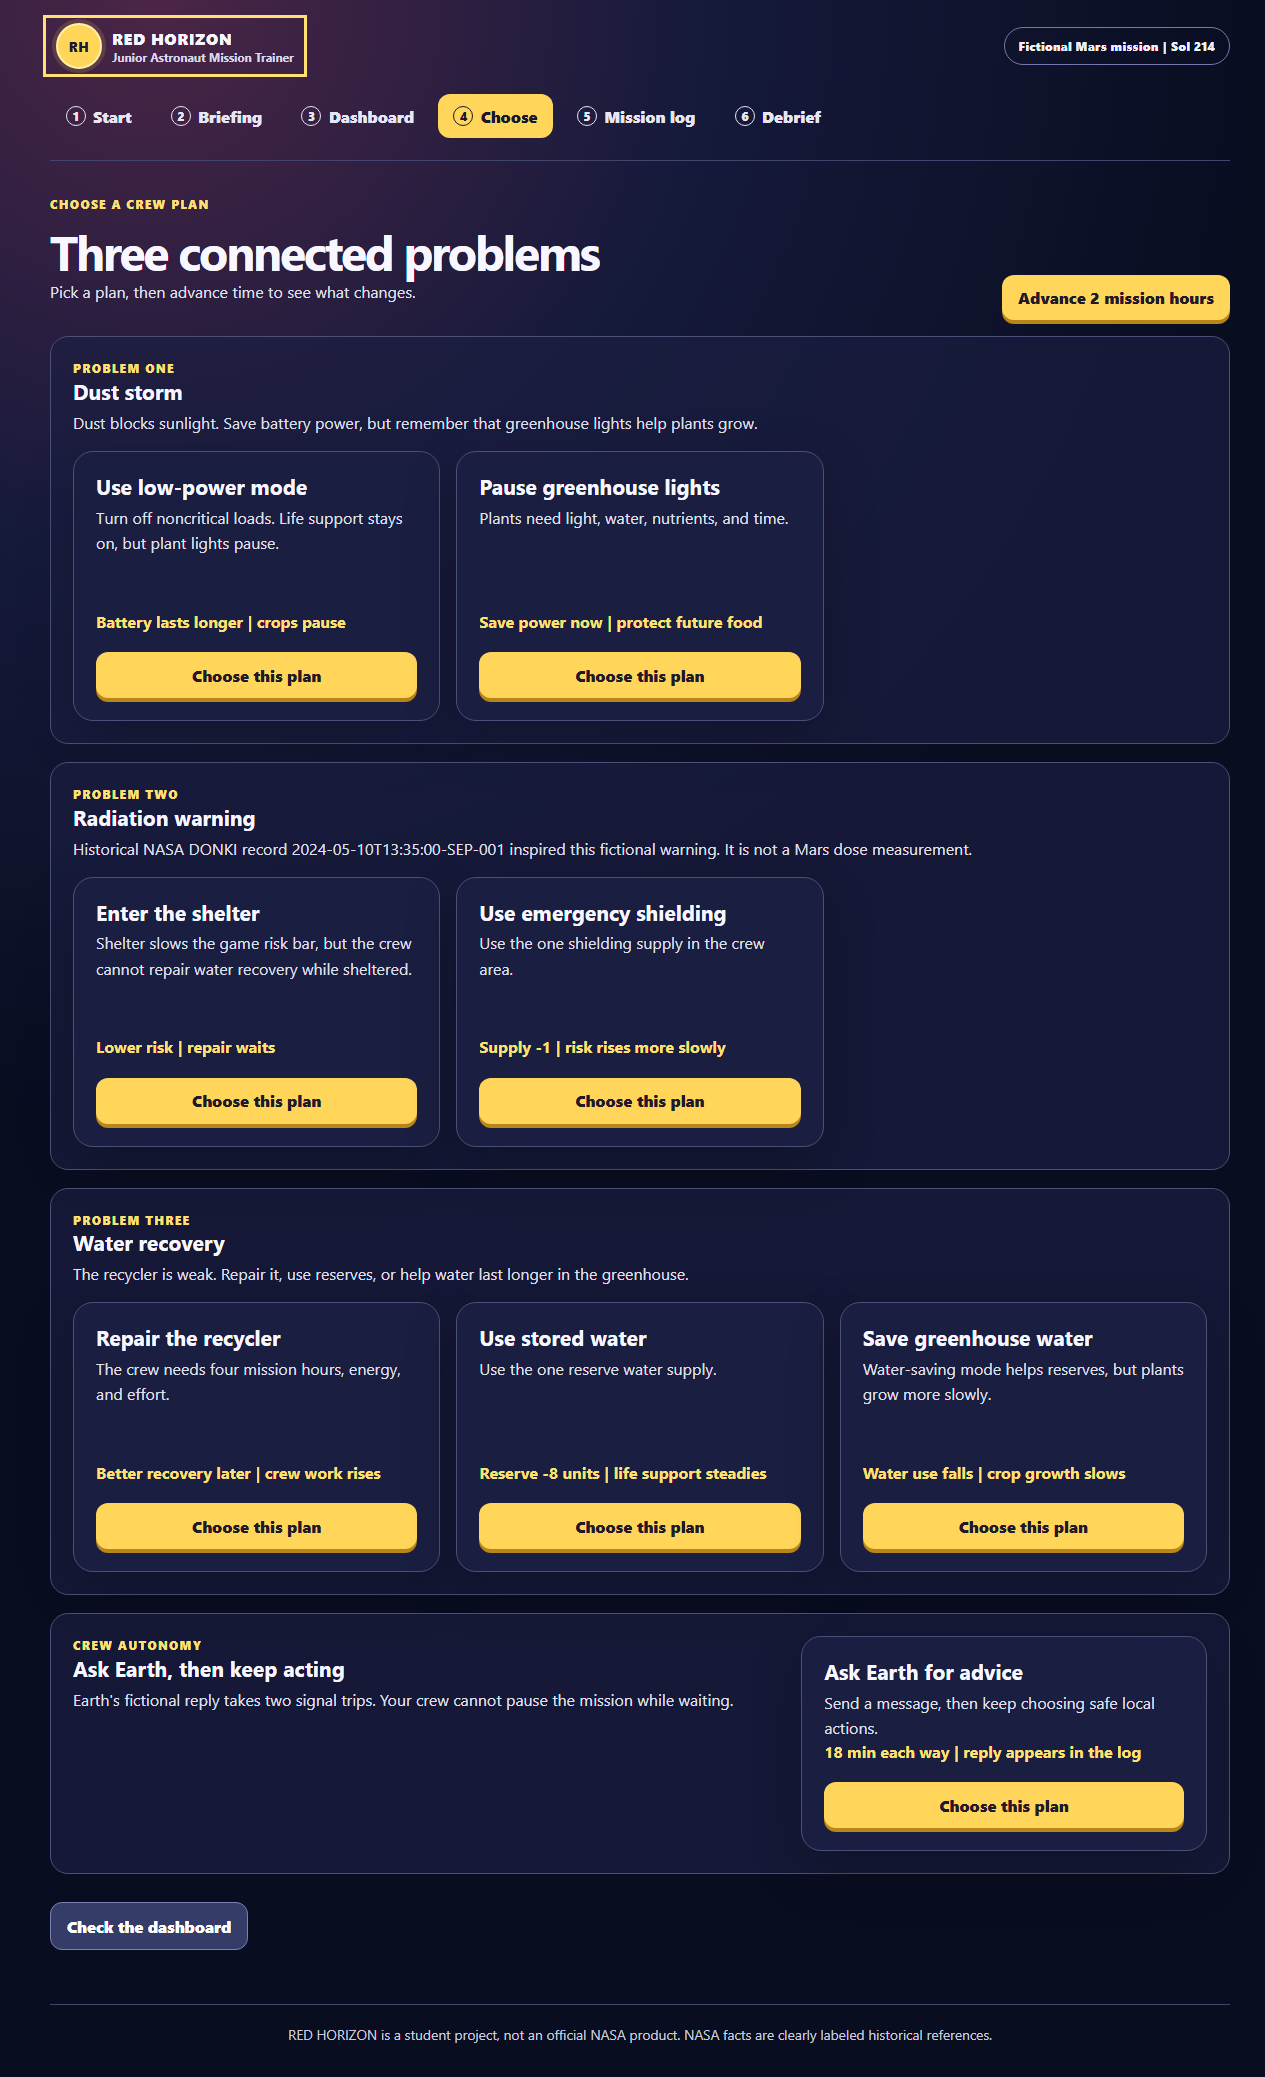 RH
RED HORIZON
Junior Astronaut Mission Trainer
Fictional Mars mission | Sol 214
1 Start
2 Briefing
3 Dashboard
4 Choose
5 Mission log
6 Debrief
CHOOSE A CREW PLAN
Three connected problems
Pick a plan, then advance time to see what changes.
Advance 2 mission hours
PROBLEM ONE
Dust storm
Dust blocks sunlight. Save battery power, but remember that greenhouse lights help plants grow.
Use low-power mode
Turn off noncritical loads. Life support stays
on, but plant lights pause.
Battery lasts longer | crops pause
Choose this plan
Pause greenhouse lights
Plants need light, water, nutrients, and time.
Save power now | protect future food
Choose this plan
PROBLEM TWO
Radiation warning
Historical NASA DONKI record 2024-05-10T13:35:00-SEP-001 inspired this fictional warning. It is not a Mars dose measurement.
Enter the shelter
Shelter slows the game risk bar, but the crew
cannot repair water recovery while sheltered.
Lower risk | repair waits
Choose this plan
Use emergency shielding
Use the one shielding supply in the crew
area.
Supply -1 | risk rises more slowly
Choose this plan
PROBLEM THREE
Water recovery
The recycler is weak. Repair it, use reserves, or help water last longer in the greenhouse.
Repair the recycler
The crew needs four mission hours, energy,
and effort.
Better recovery later | crew work rises
Choose this plan
Use stored water
Use the one reserve water supply.
Reserve -8 units | life support steadies
Choose this plan
Save greenhouse water
Water-saving mode helps reserves, but plants
grow more slowly.
Water use falls | crop growth slows
Choose this plan
CREW AUTONOMY
Ask Earth, then keep acting
Earth's fictional reply takes two signal trips. Your crew cannot pause the mission while waiting.
Ask Earth for advice
Send a message, then keep choosing safe local
actions.
18 min each way | reply appears in the log
Choose this plan
Check the dashboard
RED HORIZON is a student project, not an official NASA product. NASA facts are clearly labeled historical references.